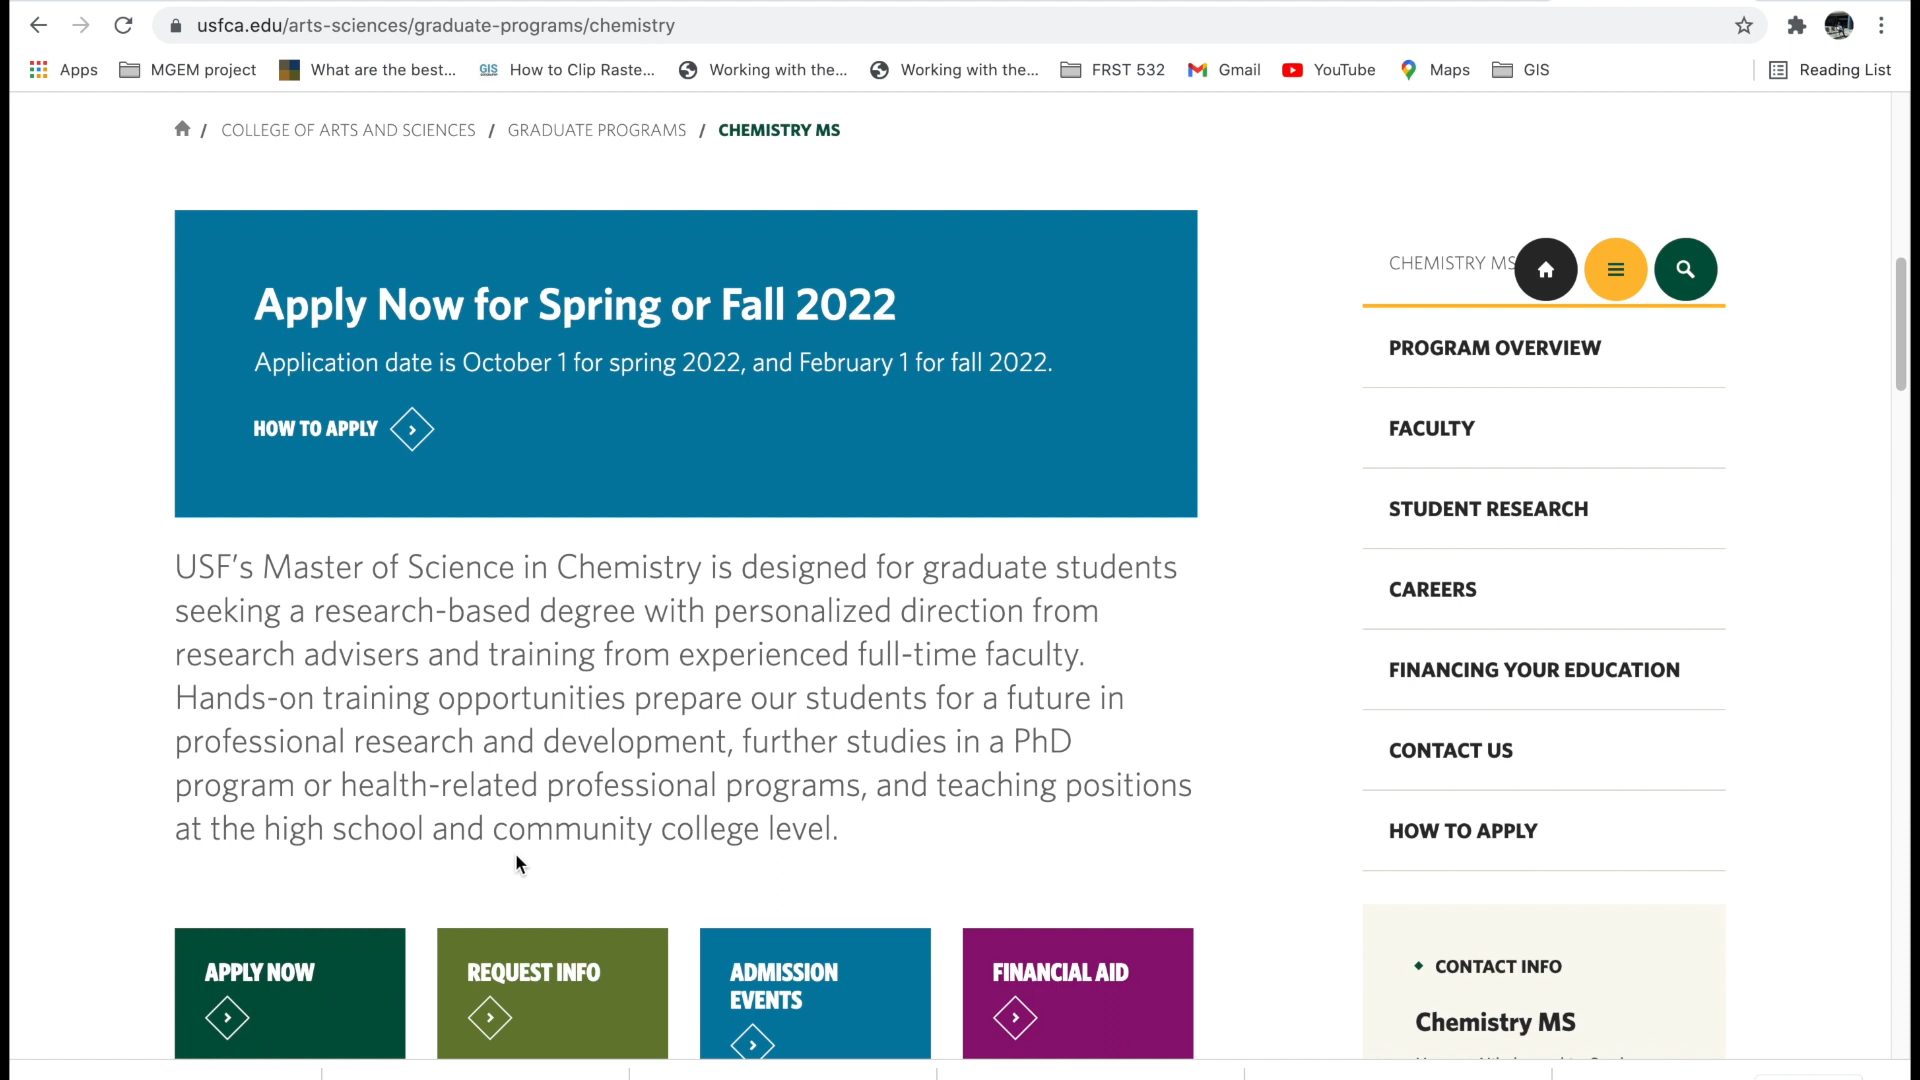 usfca.edu/arts-sciences/graduate-programs/chemistry
Apps MGEM project What are the best... GIS How to Clip Raste... Working with the... Working with the... FRST 532 Gmail YouTube Maps GIS Reading List
/ COLLEGE OF ARTS AND SCIENCES / GRADUATE PROGRAMS / CHEMISTRY MS
Apply Now for Spring or Fall 2022
Application date is October 1 for spring 2022, and February 1 for fall 2022.
HOW TO APPLY
USF's Master of Science in Chemistry is designed for graduate students
seeking a research-based degree with personalized direction from
research advisers and training from experienced full-time faculty.
Hands-on training opportunities prepare our students for a future in
professional research and development, further studies in a PhD
program or health-related professional programs, and teaching positions
at the high school and community college level.
APPLY NOW
REQUEST INFO
ADMISSION
EVENTS
FINANCIAL AID
CHEMISTRY MS
PROGRAM OVERVIEW
FACULTY
STUDENT RESEARCH
CAREERS
FINANCING YOUR EDUCATION
CONTACT US
HOW TO APPLY
CONTACT INFO
Chemistry MS